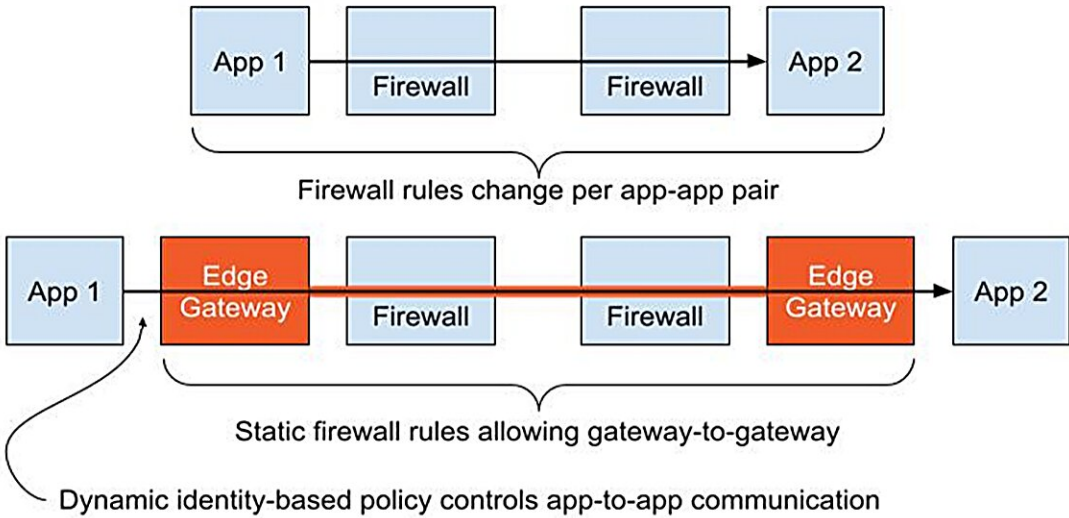 App 1
Firewall
Firewall
App 2
Firewall rules change per app-app pair
App 1
Edge
Gateway
Firewall
Firewall
Edge
Gateway
App 2
Static firewall rules allowing gateway-to-gateway
Dynamic identity-based policy controls app-to-app communication